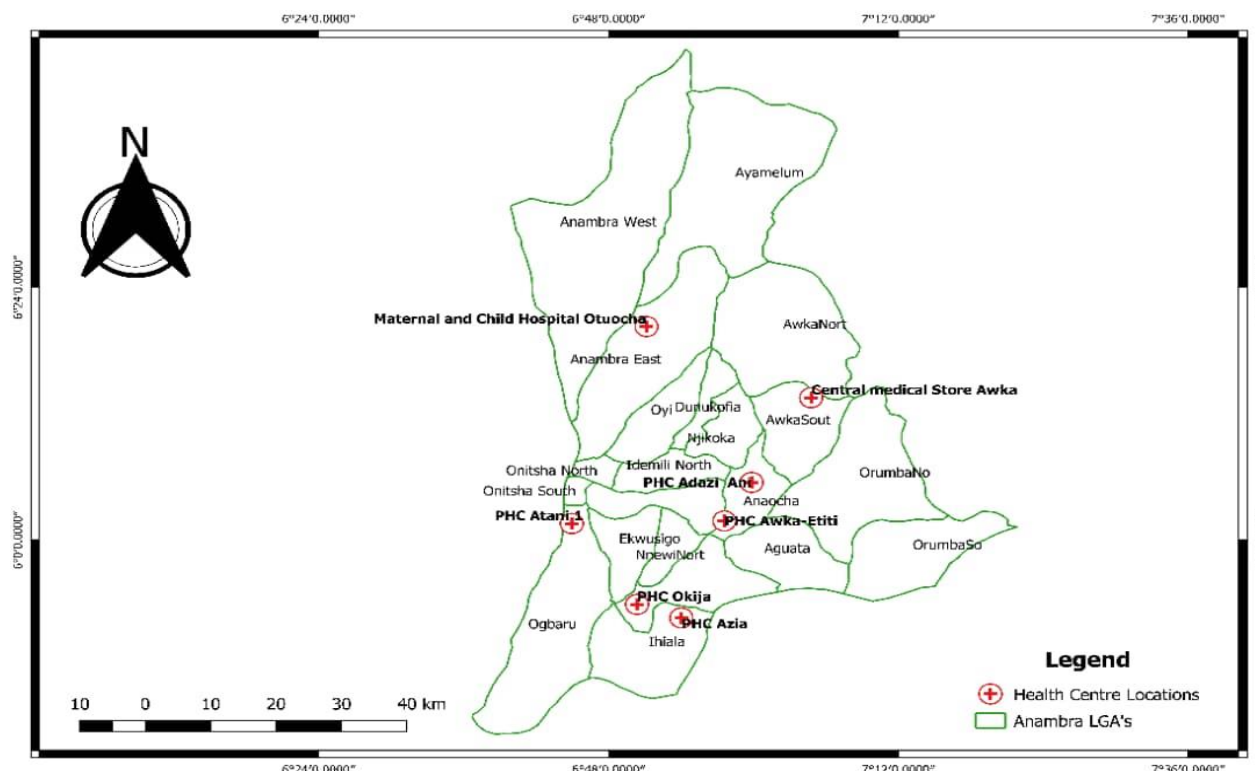 6°24'0.0000" 6°48'0.0000" 7°12'0.0000" 7°36'0.0000"
N
Ayamelum
Anambra West
6°24'0.0000"
Maternal and Child Hospital Otuocha
AwkaNort
Anambra East
Central medical Store Awka
Oyi
Dunukofia
AwkaSout
Njikoka
Idemili North
Onitsha North
OrumbaNo
PHC Adazi Ani
Onitsha South
Anaocha
PHC Atani 1
PHC Awka-Etiti
6°0'0.0000"
Ekwusigo
NnewiNort
Aguata
OrumbaSo
PHC Okija
Ogbaru
PHC Azia
Ihiala
Legend
10 0 10 20 30 40 km
Health Centre Locations
Anambra LGA's
6°24'0.0000" 6°48'0.0000" 7°12'0.0000" 7°36'0.0000"